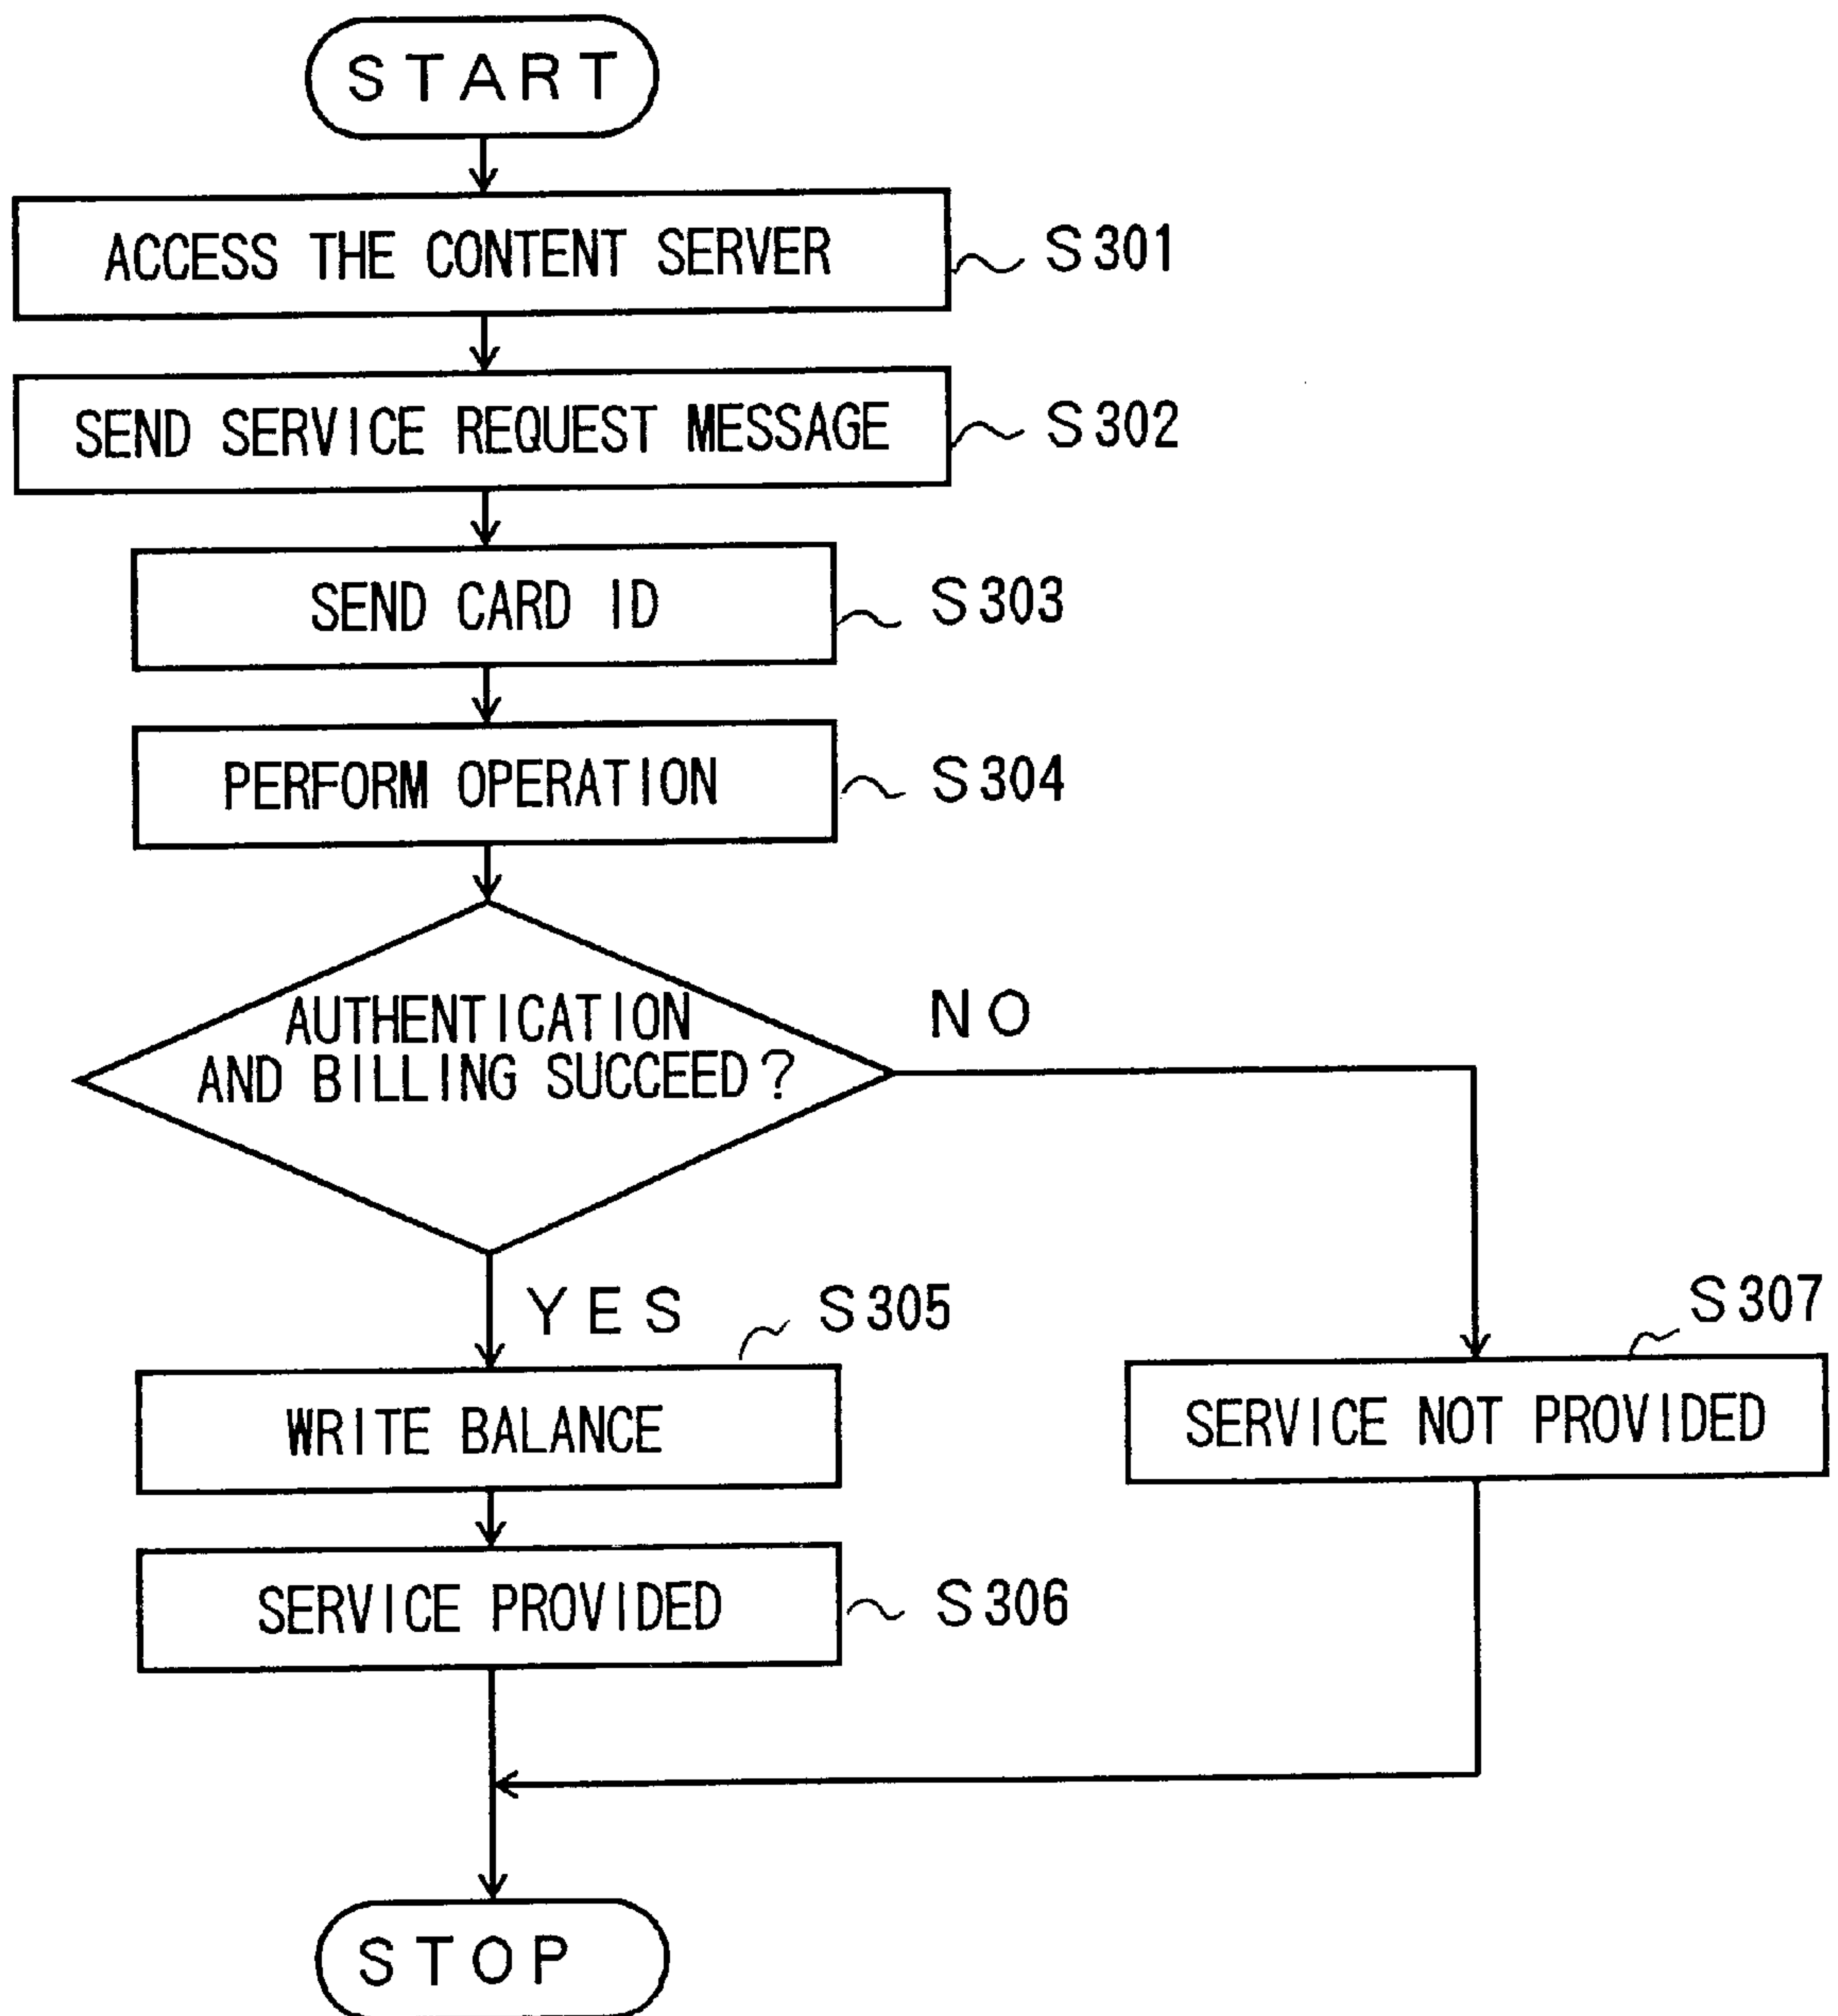 START
ACCESS THE CONTENT SERVER
S301
SEND SERVICE REQUEST MESSAGE
S302
SEND CARD ID
S303
PERFORM OPERATION
S304
AUTHENTICATION
AND BILLING SUCCEED?
NO
YES
S305
S307
WRITE BALANCE
SERVICE NOT PROVIDED
SERVICE PROVIDED
S306
STOP